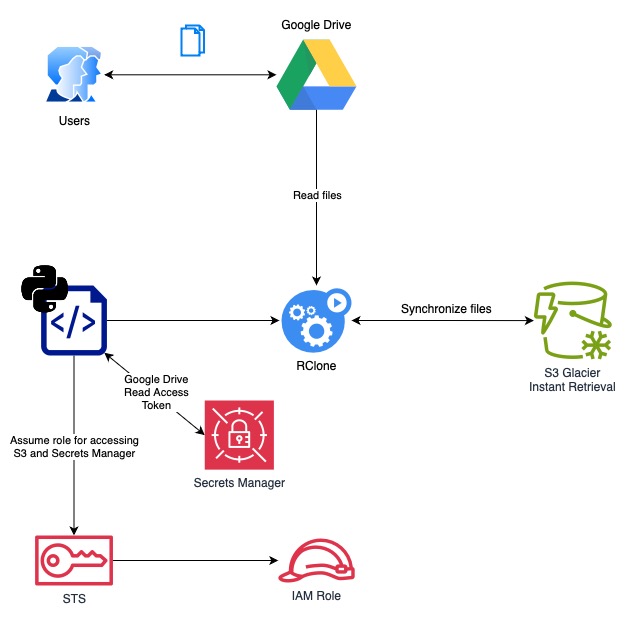 Google Drive
Users
Read files
</>
Synchronize files
RClone
S3 Glacier
Instant Retrieval
Google Drive
Read Access
Token
Assume role for accessing
S3 and Secrets Manager
Secrets Manager
STS
IAM Role